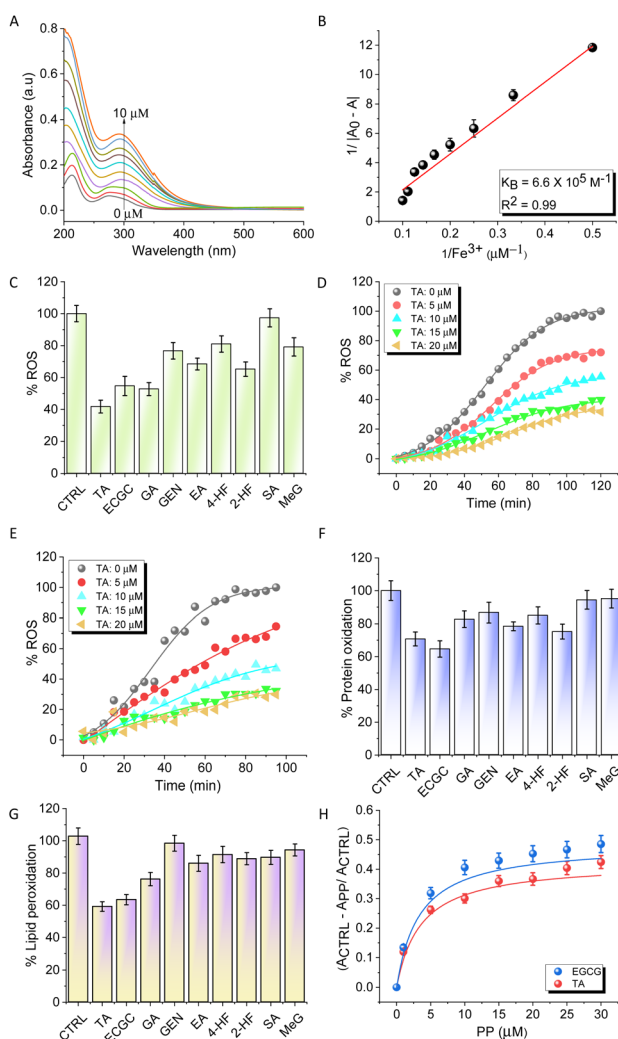 A
0.8
0.6
0.4
0.2
0.0
Absorbance (a.u)
10 μM
0 μM
200 300 400 500 600
Wavelength (nm)
B
12
10
8
6
4
2
0
1/ |A0 - A|
KB = 6.6 X 10^5 M^-1
R^2 = 0.99
0.1 0.2 0.3 0.4 0.5
1/Fe^3+ (μM^-1)
C
120
100
80
60
40
20
0
% ROS
CTRL TA ECGC GA GEN EA 4-HF 2-HF SA MeG
D
120
100
80
60
40
20
0
% ROS
TA: 0 μM
TA: 5 μM
TA: 10 μM
TA: 15 μM
TA: 20 μM
0 20 40 60 80 100 120
Time (min)
E
120
100
80
60
40
20
0
% ROS
TA: 0 μM
TA: 5 μM
TA: 10 μM
TA: 15 μM
TA: 20 μM
0 20 40 60 80 100
Time (min)
F
120
100
80
60
40
20
0
% Protein oxidation
CTRL TA ECGC GA GEN EA 4-HF 2-HF SA MeG
G
120
100
80
60
40
20
0
% Lipid peroxidation
CTRL TA ECGC GA GEN EA 4-HF 2-HF SA MeG
H
0.6
0.5
0.4
0.3
0.2
0.1
0.0
(ACTRL - APP/ ACTRL)
EGCG
TA
0 5 10 15 20 25 30
PP (μM)